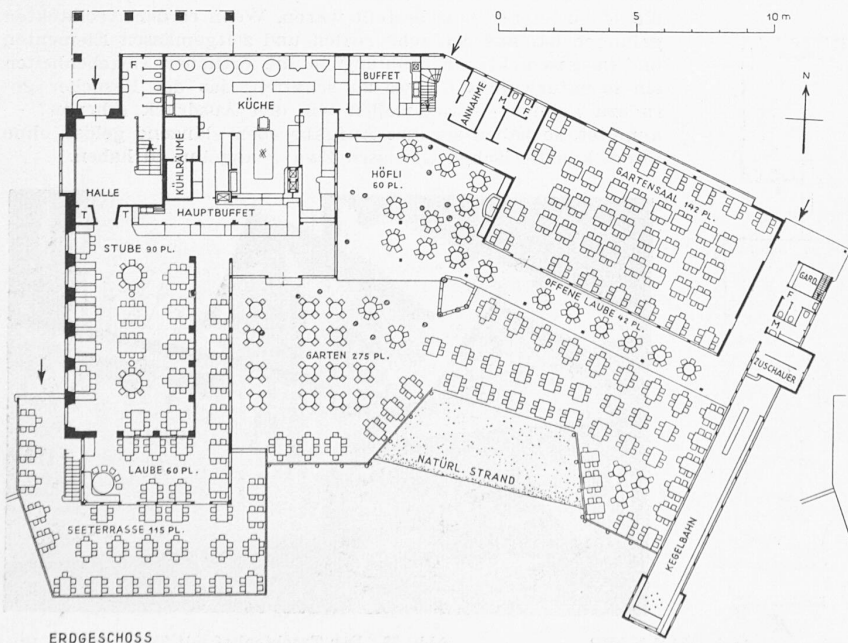 0 5 10 m
F
KÜCHE
BUFFET
ANNAHME
M
F
KÜHLRÄUME
HALLE
T T
HAUPTBUFFET
HÖFLI
60 PL.
GARTENSAAL 142 PL.
STUBE 90 PL.
OFFENE LAUBE 42 PL.
GARD.
F
M
ZUSCHAUER
GARTEN 275 PL.
NATÜRL. STRAND
LAUBE 60 PL.
SEETERRASSE 115 PL.
KEGELBAHN
ERDGESCHOSS